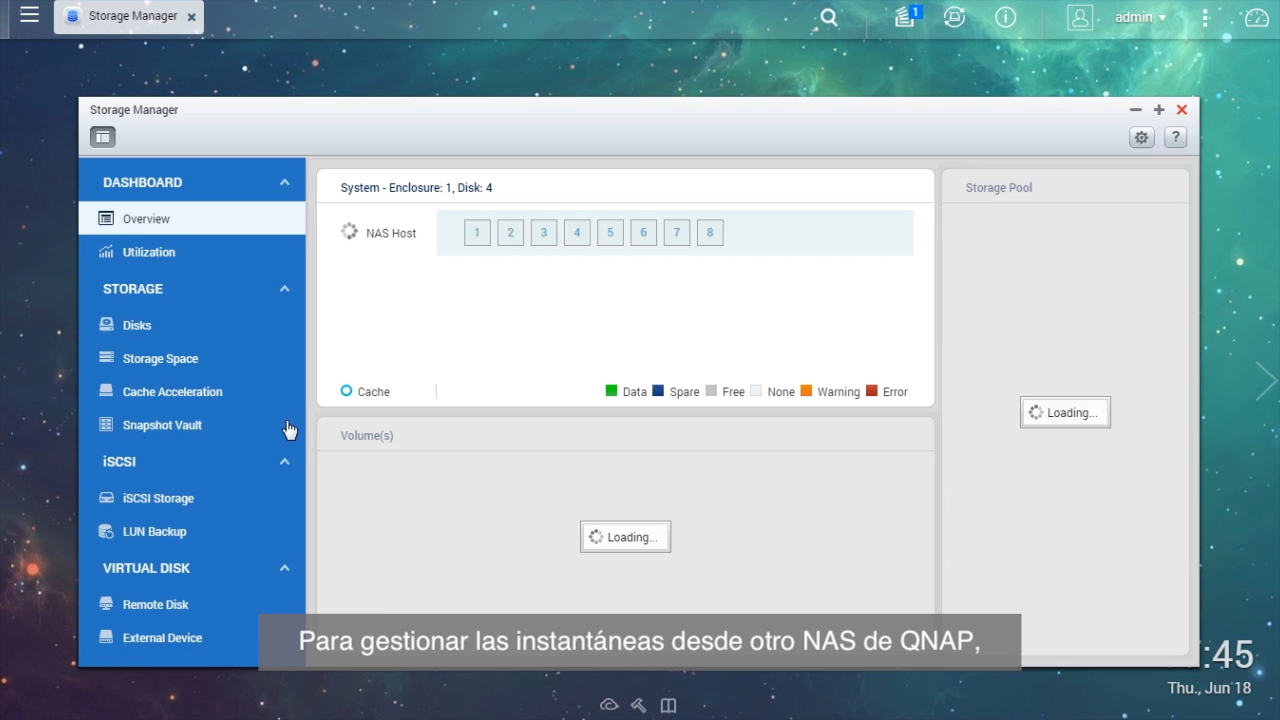 Storage Manager
1
admin
Storage Manager
?
DASHBOARD
Overview
Utilization
STORAGE
Disks
Storage Space
Cache Acceleration
Snapshot Vault
iSCSI
iSCSI Storage
LUN Backup
VIRTUAL DISK
Remote Disk
External Device
System - Enclosure: 1, Disk: 4
NAS Host
1 2 3 4 5 6 7 8
Cache
Data Spare Free None Warning Error
Volume(s)
Loading...
Storage Pool
Loading...
Para gestionar las instantáneas desde otro NAS de QNAP,
:45
Thu., Jun 18